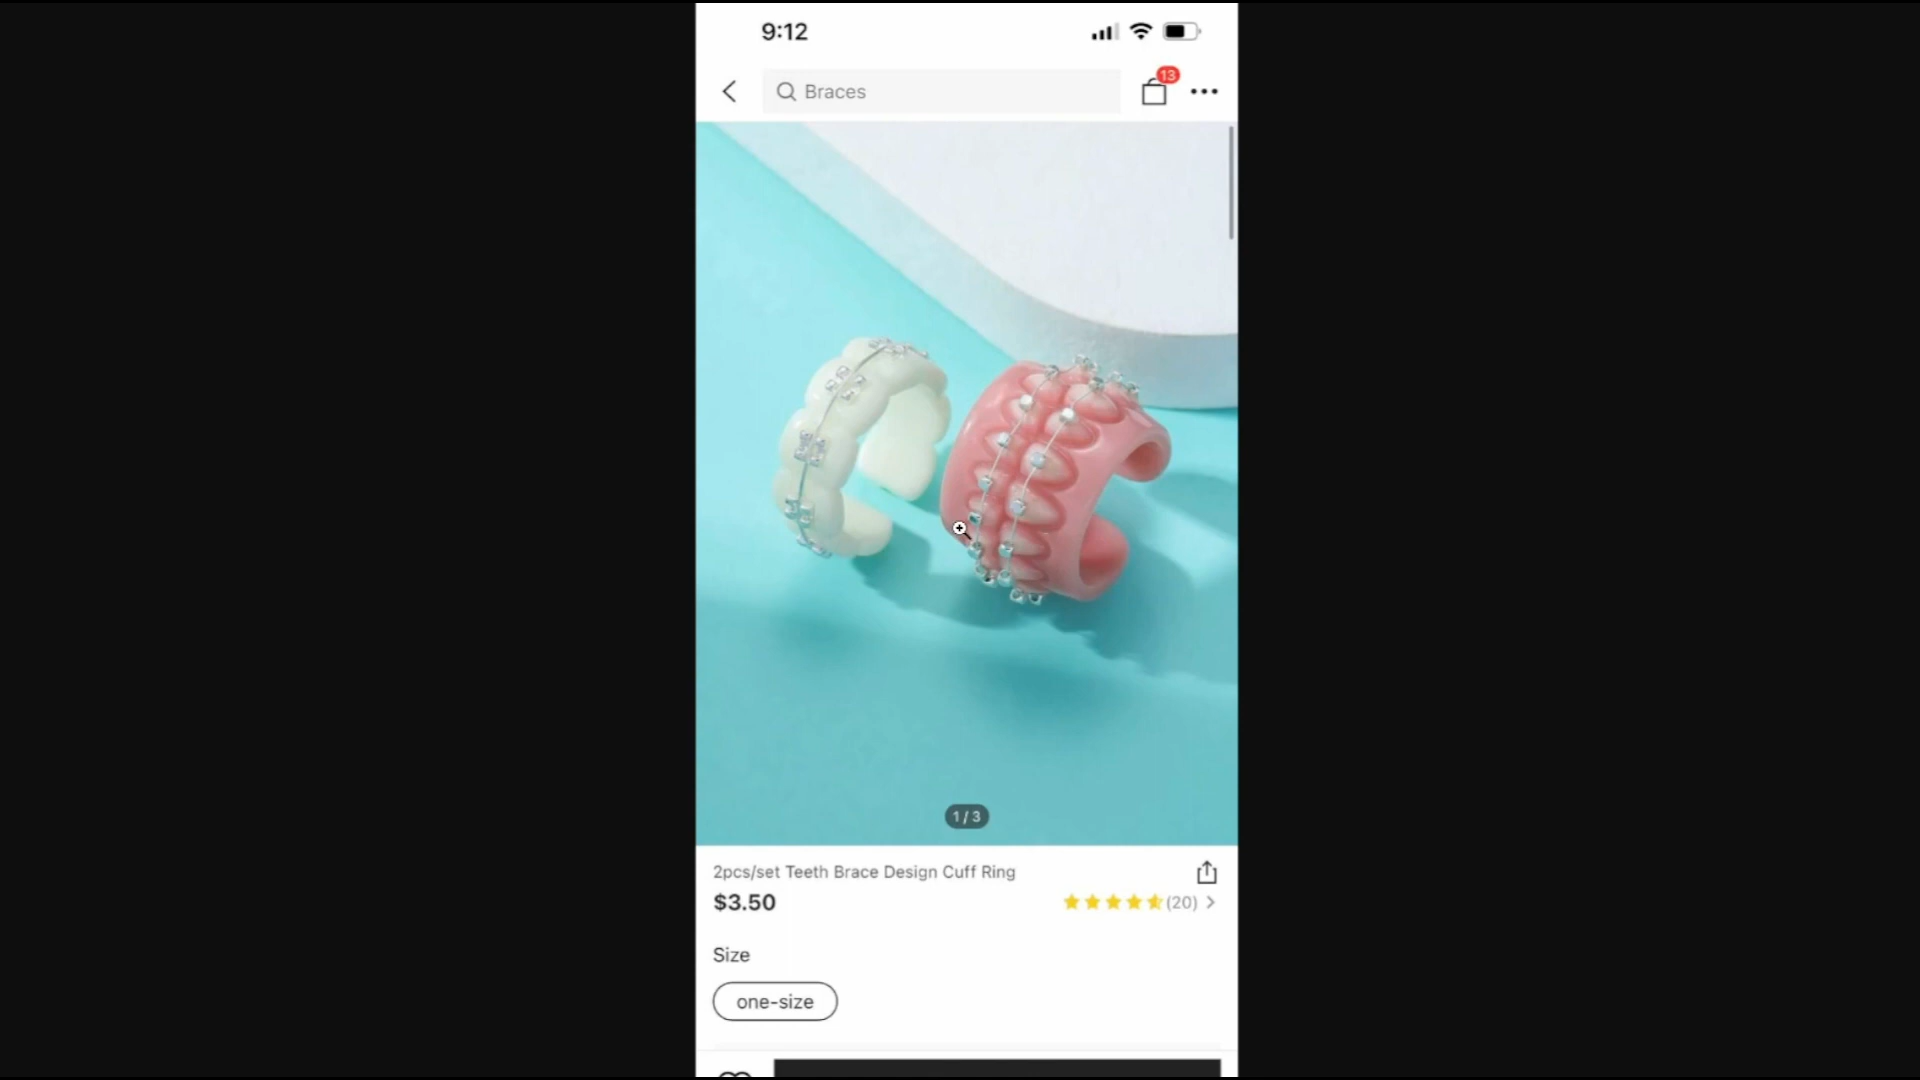 9:12
Braces
13
1/3
2pcs/set Teeth Brace Design Cuff Ring
$3.50
(20)
Size
one-size